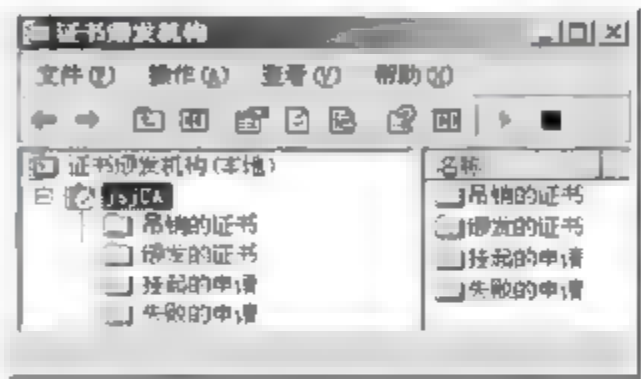 证书颁发机构
文件(F) 操作(A) 查看(V) 帮助(H)
证书颁发机构(本地)
jsjCA
吊销的证书
颁发的证书
挂起的申请
失败的申请
名称
吊销的证书
颁发的证书
挂起的申请
失败的申请